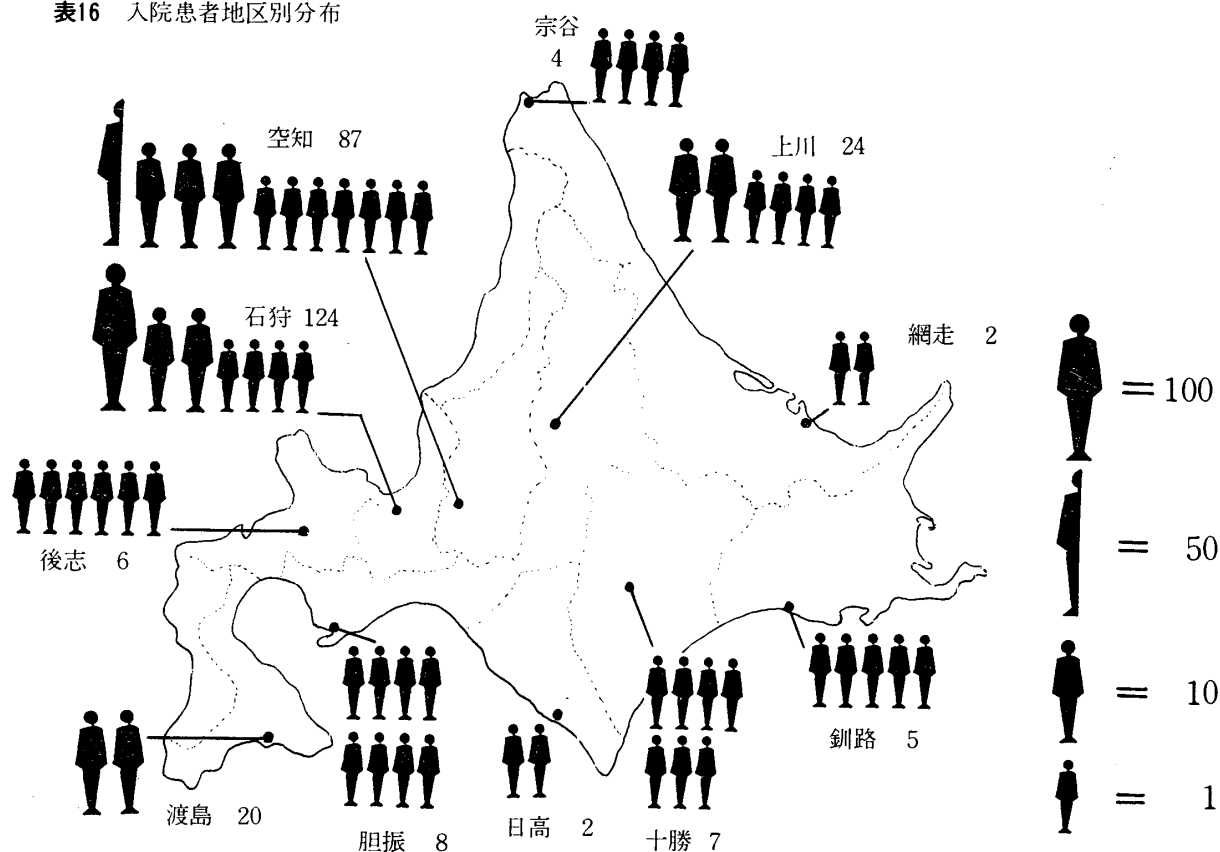 表16 入院患者地区別分布
宗谷
4
空知 87
上川 24
石狩 124
網走 2
＝100
後志 6
＝ 50
＝ 10
釧路 5
渡島 20
胆振 8
日高 2
十勝 7
＝ 1